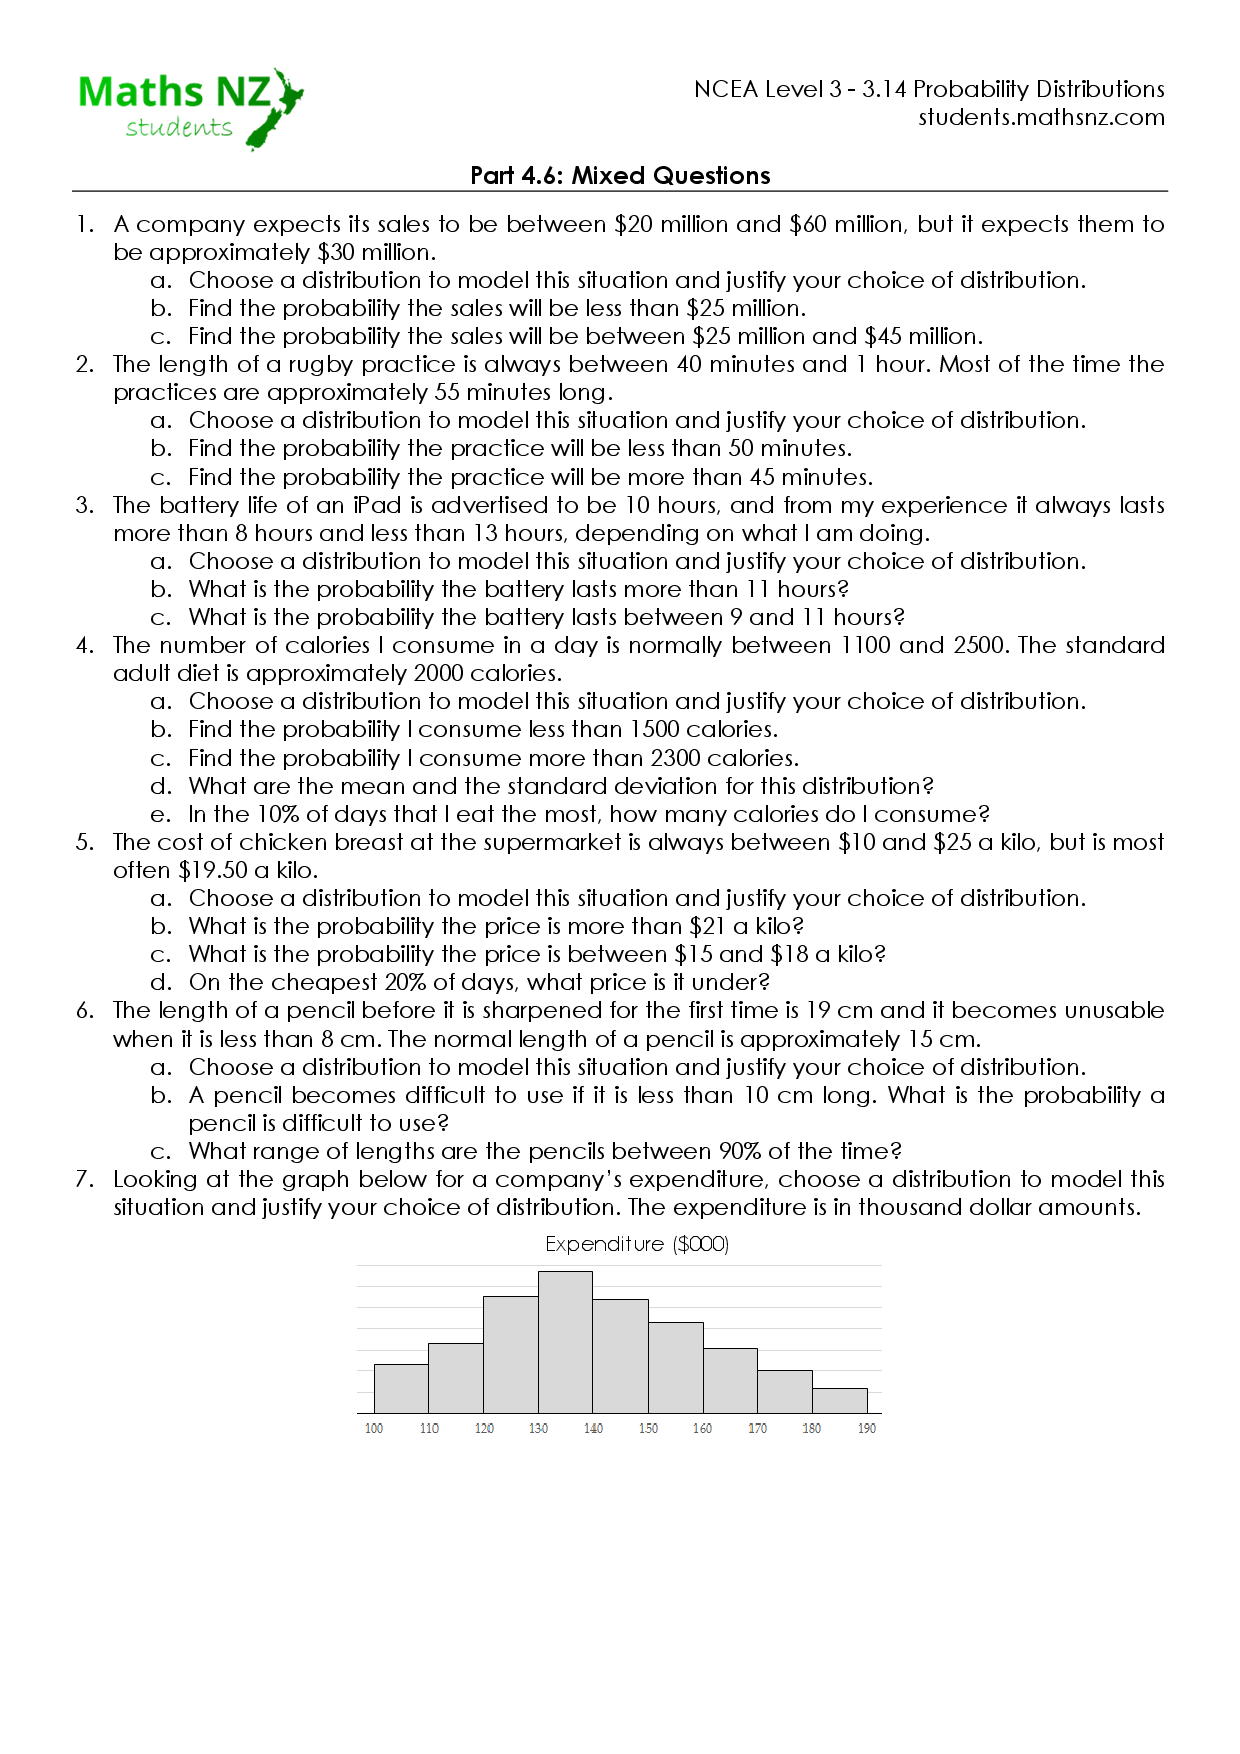 Maths NZ
students
NCEA Level 3 - 3.14 Probability Distributions
students.mathsnz.com
Part 4.6: Mixed Questions
1. A company expects its sales to be between $20 million and $60 million, but it expects them to
be approximately $30 million.
a. Choose a distribution to model this situation and justify your choice of distribution.
b. Find the probability the sales will be less than $25 million.
c. Find the probability the sales will be between $25 million and $45 million.
2. The length of a rugby practice is always between 40 minutes and 1 hour. Most of the time the
practices are approximately 55 minutes long.
a. Choose a distribution to model this situation and justify your choice of distribution.
b. Find the probability the practice will be less than 50 minutes.
c. Find the probability the practice will be more than 45 minutes.
3. The battery life of an iPad is advertised to be 10 hours, and from my experience it always lasts
more than 8 hours and less than 13 hours, depending on what I am doing.
a. Choose a distribution to model this situation and justify your choice of distribution.
b. What is the probability the battery lasts more than 11 hours?
c. What is the probability the battery lasts between 9 and 11 hours?
4. The number of calories I consume in a day is normally between 1100 and 2500. The standard
adult diet is approximately 2000 calories.
a. Choose a distribution to model this situation and justify your choice of distribution.
b. Find the probability I consume less than 1500 calories.
c. Find the probability I consume more than 2300 calories.
d. What are the mean and the standard deviation for this distribution?
e. In the 10% of days that I eat the most, how many calories do I consume?
5. The cost of chicken breast at the supermarket is always between $10 and $25 a kilo, but is most
often $19.50 a kilo.
a. Choose a distribution to model this situation and justify your choice of distribution.
b. What is the probability the price is more than $21 a kilo?
c. What is the probability the price is between $15 and $18 a kilo?
d. On the cheapest 20% of days, what price is it under?
6. The length of a pencil before it is sharpened for the first time is 19 cm and it becomes unusable
when it is less than 8 cm. The normal length of a pencil is approximately 15 cm.
a. Choose a distribution to model this situation and justify your choice of distribution.
b. A pencil becomes difficult to use if it is less than 10 cm long. What is the probability a
pencil is difficult to use?
c. What range of lengths are the pencils between 90% of the time?
7. Looking at the graph below for a company's expenditure, choose a distribution to model this
situation and justify your choice of distribution. The expenditure is in thousand dollar amounts.
Expenditure ($000)
100 110 120 130 140 150 160 170 180 190